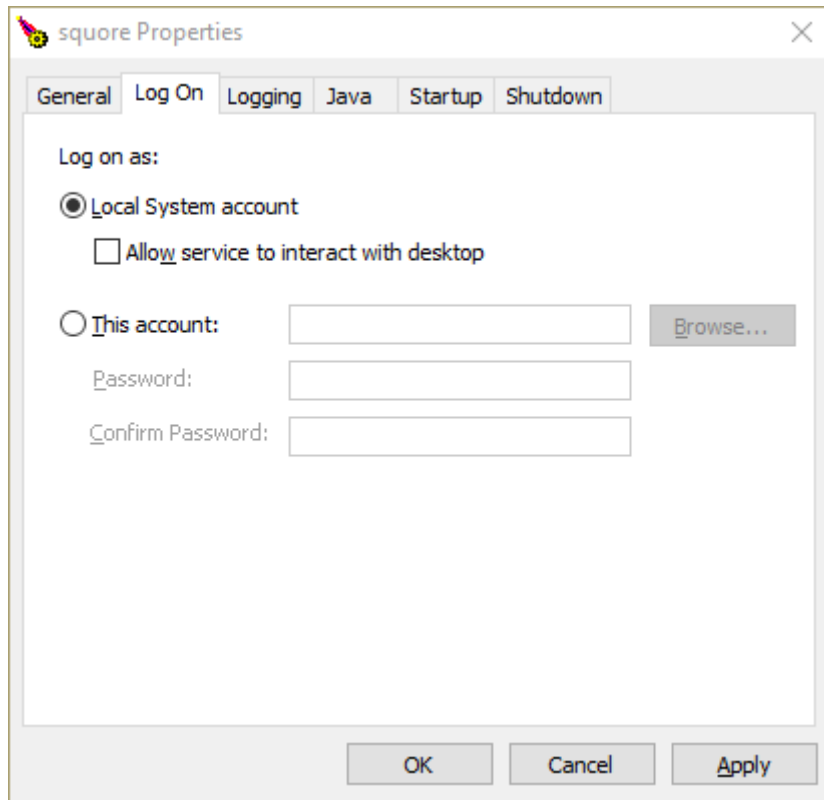 squore Properties
General Log On Logging Java Startup Shutdown
Log on as:
Local System account
Allow service to interact with desktop
This account: Browse...
Password:
Confirm Password:
OK Cancel Apply